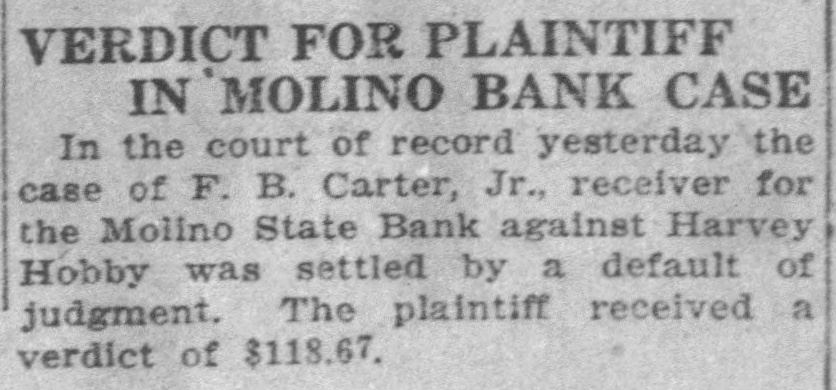 VERDICT FOR PLAINTIFF
IN MOLINO BANK CASE
In the court of record yesterday the
case of F. B. Carter, Jr., receiver for
the Molino State Bank against Harvey
Hobby was settled by a default of
judgment. The plaintiff received a
verdict of $118.67.